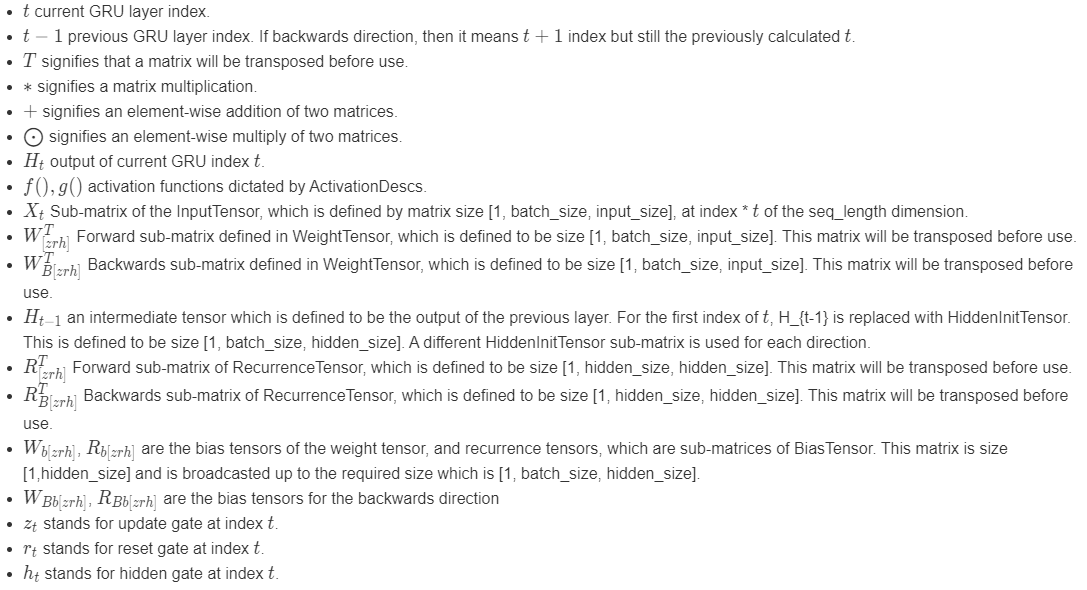 • t current GRU layer index.
• t − 1 previous GRU layer index. If backwards direction, then it means t + 1 index but still the previously calculated t.
• T signifies that a matrix will be transposed before use.
• ∗ signifies a matrix multiplication.
• + signifies an element-wise addition of two matrices.
• ⨀ signifies an element-wise multiply of two matrices.
• H_t output of current GRU index t.
• f(), g() activation functions dictated by ActivationDescs.
• X_t Sub-matrix of the InputTensor, which is defined by matrix size [1, batch_size, input_size], at index * t of the seq_length dimension.
• W^T_{[zrh]} Forward sub-matrix defined in WeightTensor, which is defined to be size [1, batch_size, input_size]. This matrix will be transposed before use.
• W^T_{B[zrh]} Backwards sub-matrix defined in WeightTensor, which is defined to be size [1, batch_size, input_size]. This matrix will be transposed before
use.
• H_{t−1} an intermediate tensor which is defined to be the output of the previous layer. For the first index of t, H_{t-1} is replaced with HiddenInitTensor.
This is defined to be size [1, batch_size, hidden_size]. A different HiddenInitTensor sub-matrix is used for each direction.
• R^T_{[zrh]} Forward sub-matrix of RecurrenceTensor, which is defined to be size [1, hidden_size, hidden_size]. This matrix will be transposed before use.
• R^T_{B[zrh]} Backwards sub-matrix of RecurrenceTensor, which is defined to be size [1, hidden_size, hidden_size]. This matrix will be transposed before
use.
• W_{b[zrh]}, R_{b[zrh]} are the bias tensors of the weight tensor, and recurrence tensors, which are sub-matrices of BiasTensor. This matrix is size
[1,hidden_size] and is broadcasted up to the required size which is [1, batch_size, hidden_size].
• W_{Bb[zrh]}, R_{Bb[zrh]} are the bias tensors for the backwards direction
• z_t stands for update gate at index t.
• r_t stands for reset gate at index t.
• h_t stands for hidden gate at index t.